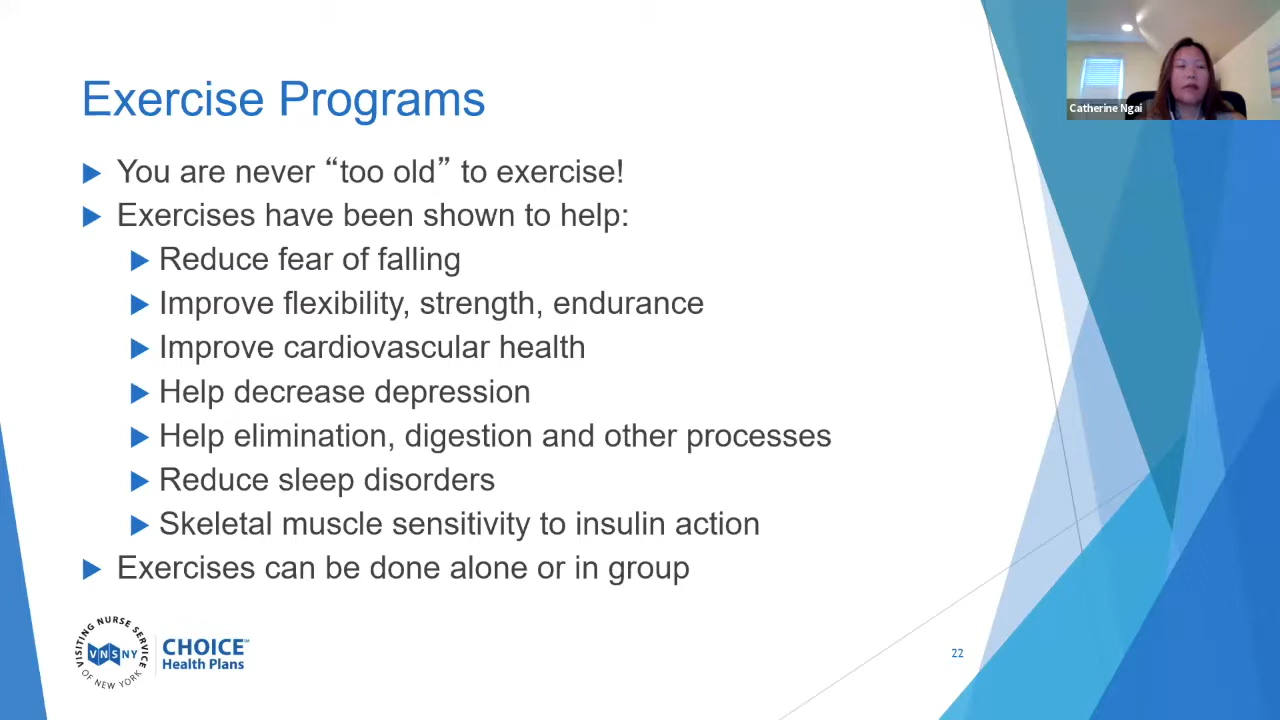 Catherine Ngai
Exercise Programs
You are never “too old” to exercise!
Exercises have been shown to help:
Reduce fear of falling
Improve flexibility, strength, endurance
Improve cardiovascular health
Help decrease depression
Help elimination, digestion and other processes
Reduce sleep disorders
Skeletal muscle sensitivity to insulin action
Exercises can be done alone or in group
VISITING NURSE SERVICE
VNSNY
OF NEW YORK
CHOICE℠
Health Plans
22